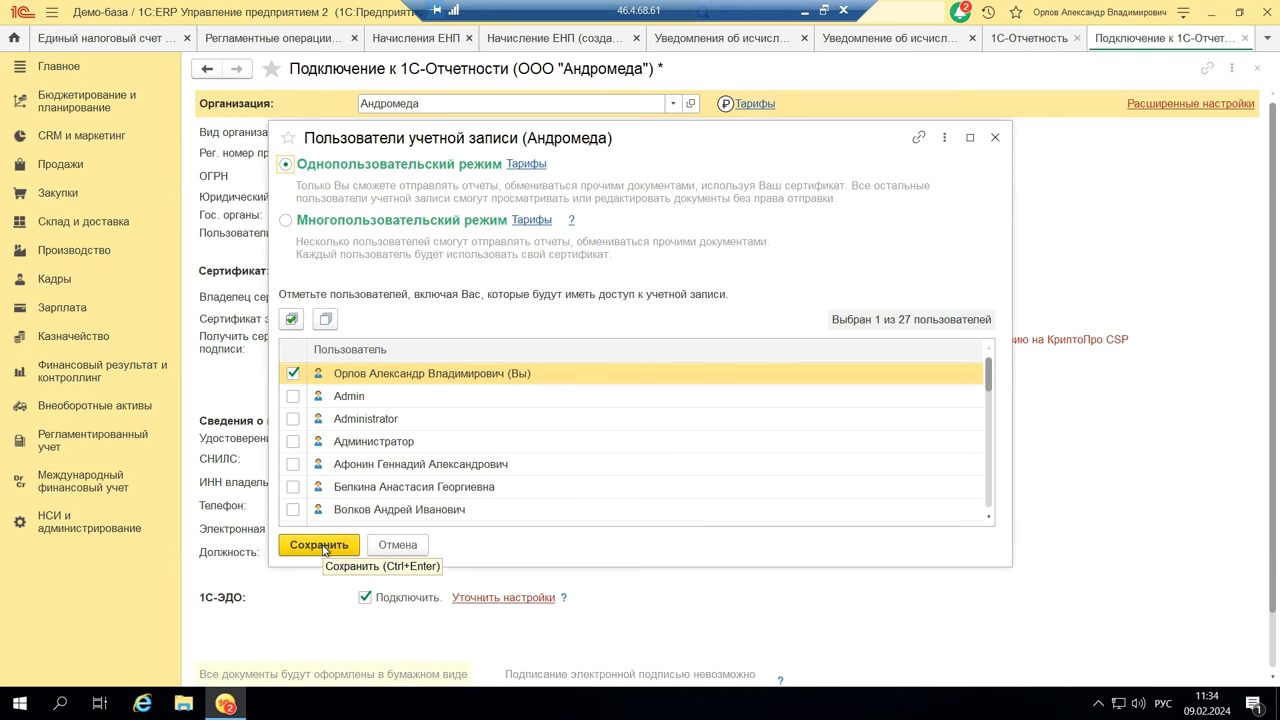 Демо-база / 1С:ERP Управление предприятием 2 (1С:Предприяти
46.4.68.61
2
Орлов Александр Владимирович
Единый налоговый счет ...
Регламентные операции...
Начисления ЕНП
Начисление ЕНП (созда...
Уведомления об исчисл...
Уведомление об исчисл...
1С-Отчетность
Подключение к 1С-Отчет...
Главное
Бюджетирование и
планирование
CRM и маркетинг
Продажи
Закупки
Склад и доставка
Производство
Кадры
Зарплата
Казначейство
Финансовый результат и
контроллинг
Внеоборотные активы
Регламентированный
учет
Международный
финансовый учет
НСИ и
администрирование
Подключение к 1С-Отчетности (ООО "Андромеда") *
Организация:
Андромеда
Тарифы
Расширенные настройки
Вид организа
Рег. номер пр
ОГРН
Юридический
Гос. органы:
Пользовател
Сертификат:
Владелец сер
Сертификат э
Получить сер
подписи:
ию на КриптоПро CSP
Сведения о
Удостоверен
СНИЛС:
ИНН владель
Телефон:
Электронная
Должность:
Пользователи учетной записи (Андромеда)
Однопользовательский режим Тарифы
Только Вы сможете отправлять отчеты, обмениваться прочими документами, используя Ваш сертификат. Все остальные
пользователи учетной записи смогут просматривать или редактировать документы без права отправки.
Многопользовательский режим Тарифы ?
Несколько пользователей смогут отправлять отчеты, обмениваться прочими документами.
Каждый пользователь будет использовать свой сертификат.
Отметьте пользователей, включая Вас, которые будут иметь доступ к учетной записи.
Выбран 1 из 27 пользователей
Пользователь
Орлов Александр Владимирович (Вы)
Admin
Administrator
Администратор
Афонин Геннадий Александрович
Белкина Анастасия Георгиевна
Волков Андрей Иванович
Сохранить
Отмена
Сохранить (Ctrl+Enter)
1С-ЭДО:
Подключить. Уточнить настройки ?
Все документы будут оформлены в бумажном виде
Подписание электронной подписью невозможно
?
2
РУС
11:34
09.02.2024
1